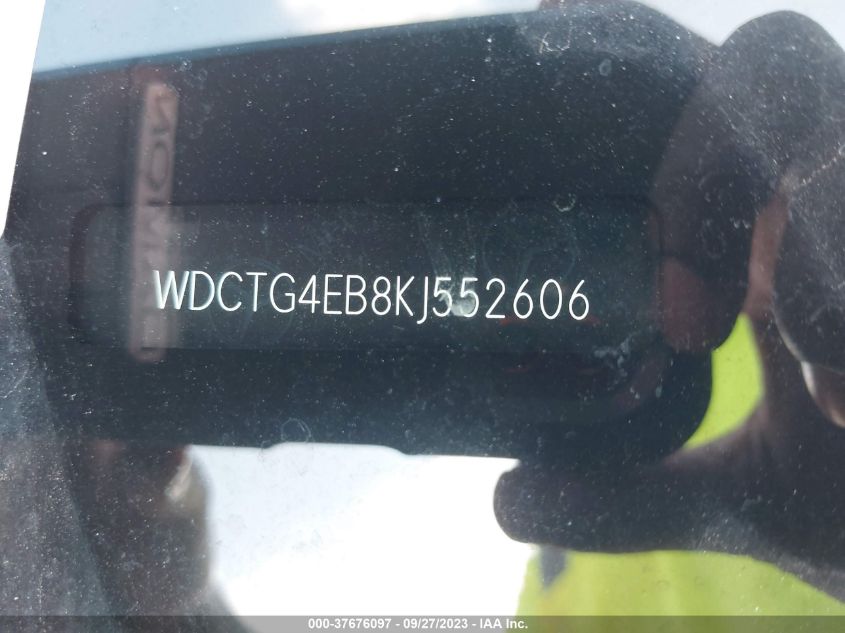 WDCTG4EB8KJ552606
000-37676097 - 09/27/2023 - IAA Inc.